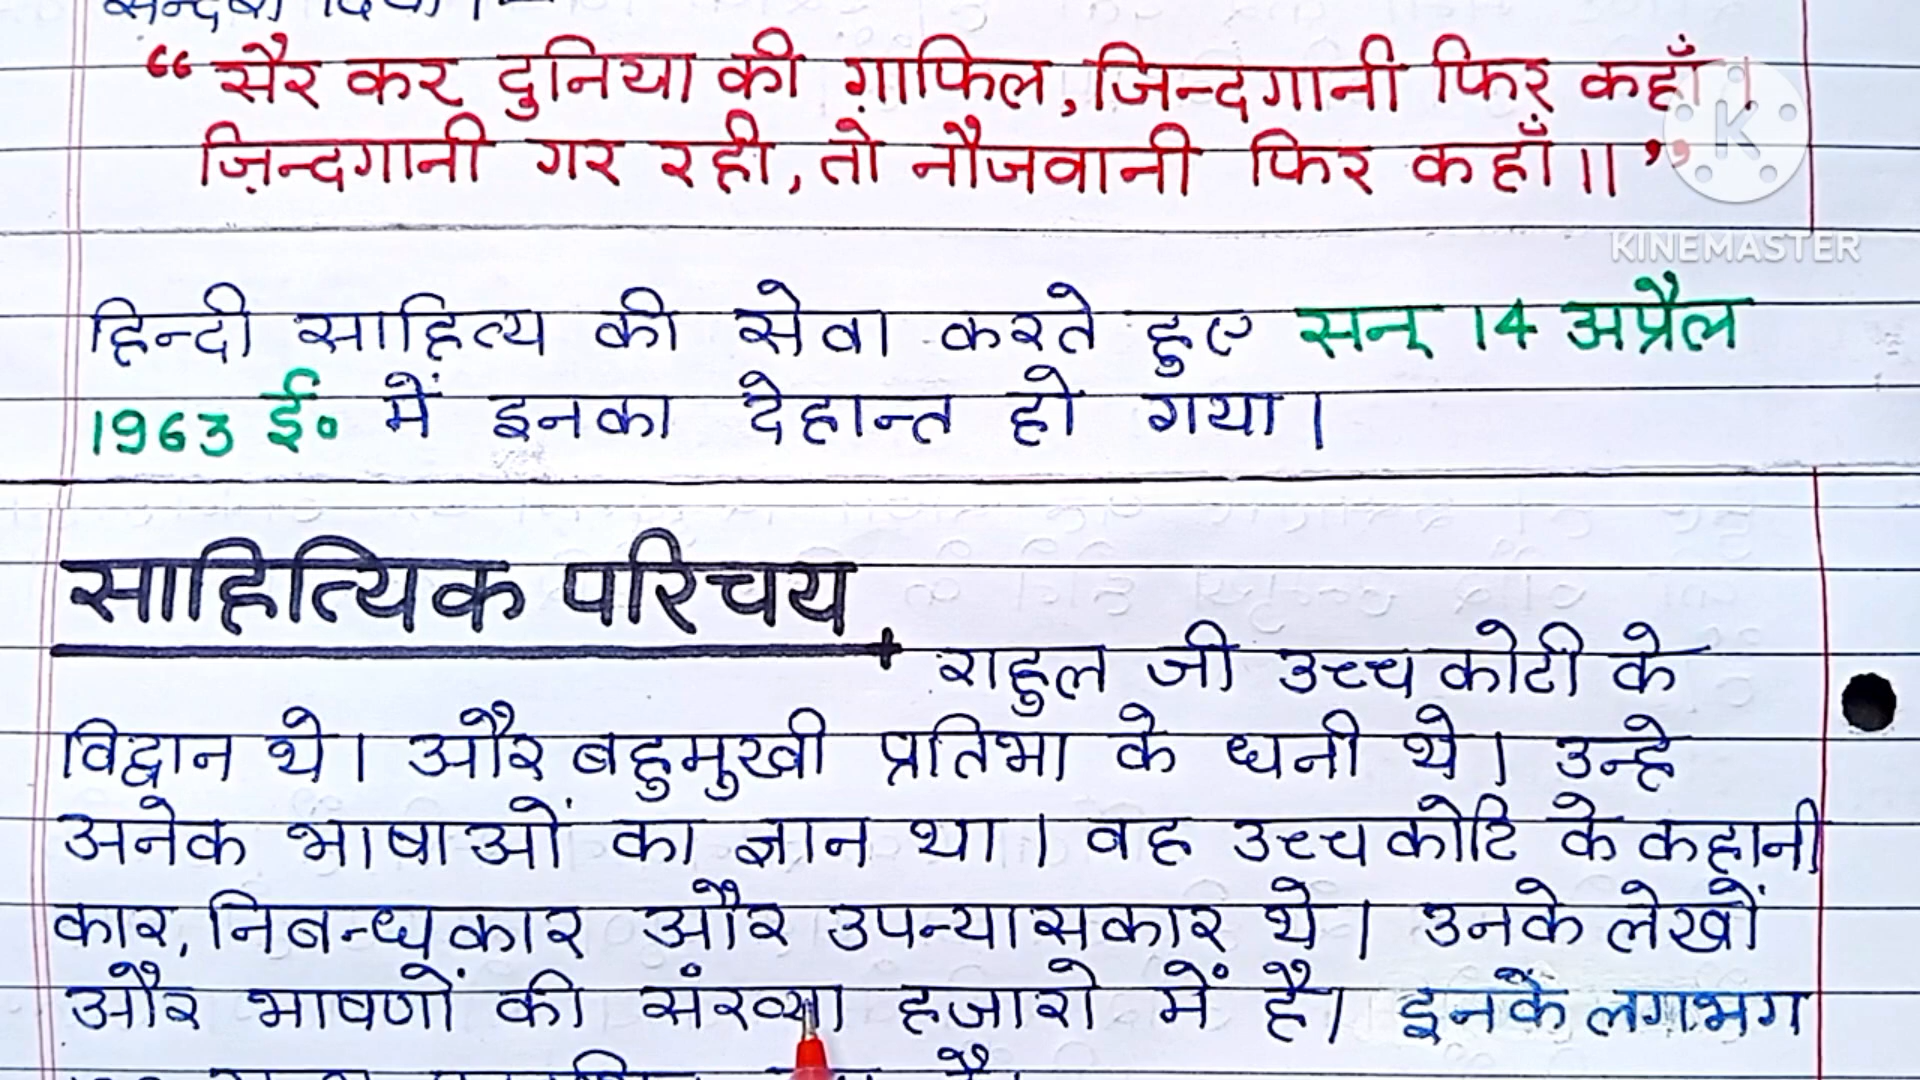 “सैर कर दुनिया की ग़ाफिल, जिन्दगानी फिर कहाँ।
ज़िन्दगानी गर रही, तो नौजवानी फिर कहाँ॥”
KINEMASTER
हिन्दी साहित्य की सेवा करते हुए सन् 14 अप्रैल
1963 ई० में इनका देहान्त हो गया।
साहित्यिक परिचय
राहुल जी उच्च कोटी के
विद्वान थे। और बहुमुखी प्रतिभा के धनी थे। उन्हे
अनेक भाषाओं का ज्ञान था। वह उच्च कोटि के कहानी
कार, निबन्धकार और उपन्यासकार थे। उनके लेखों
और भाषणों की संख्या हजारो में है। इनके लगभग